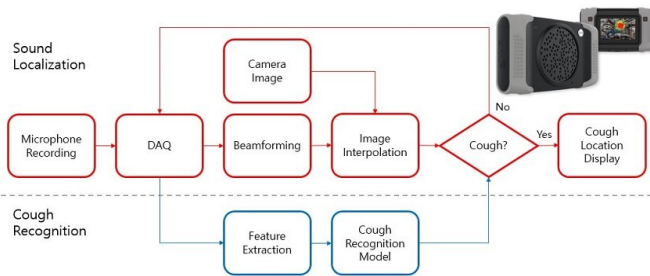 Sound
Localization
Camera
Image
No
Microphone
Recording
DAQ
Beamforming
Image
Interpolation
Cough?
Yes
Cough
Location
Display
Cough
Recognition
Feature
Extraction
Cough
Recognition
Model